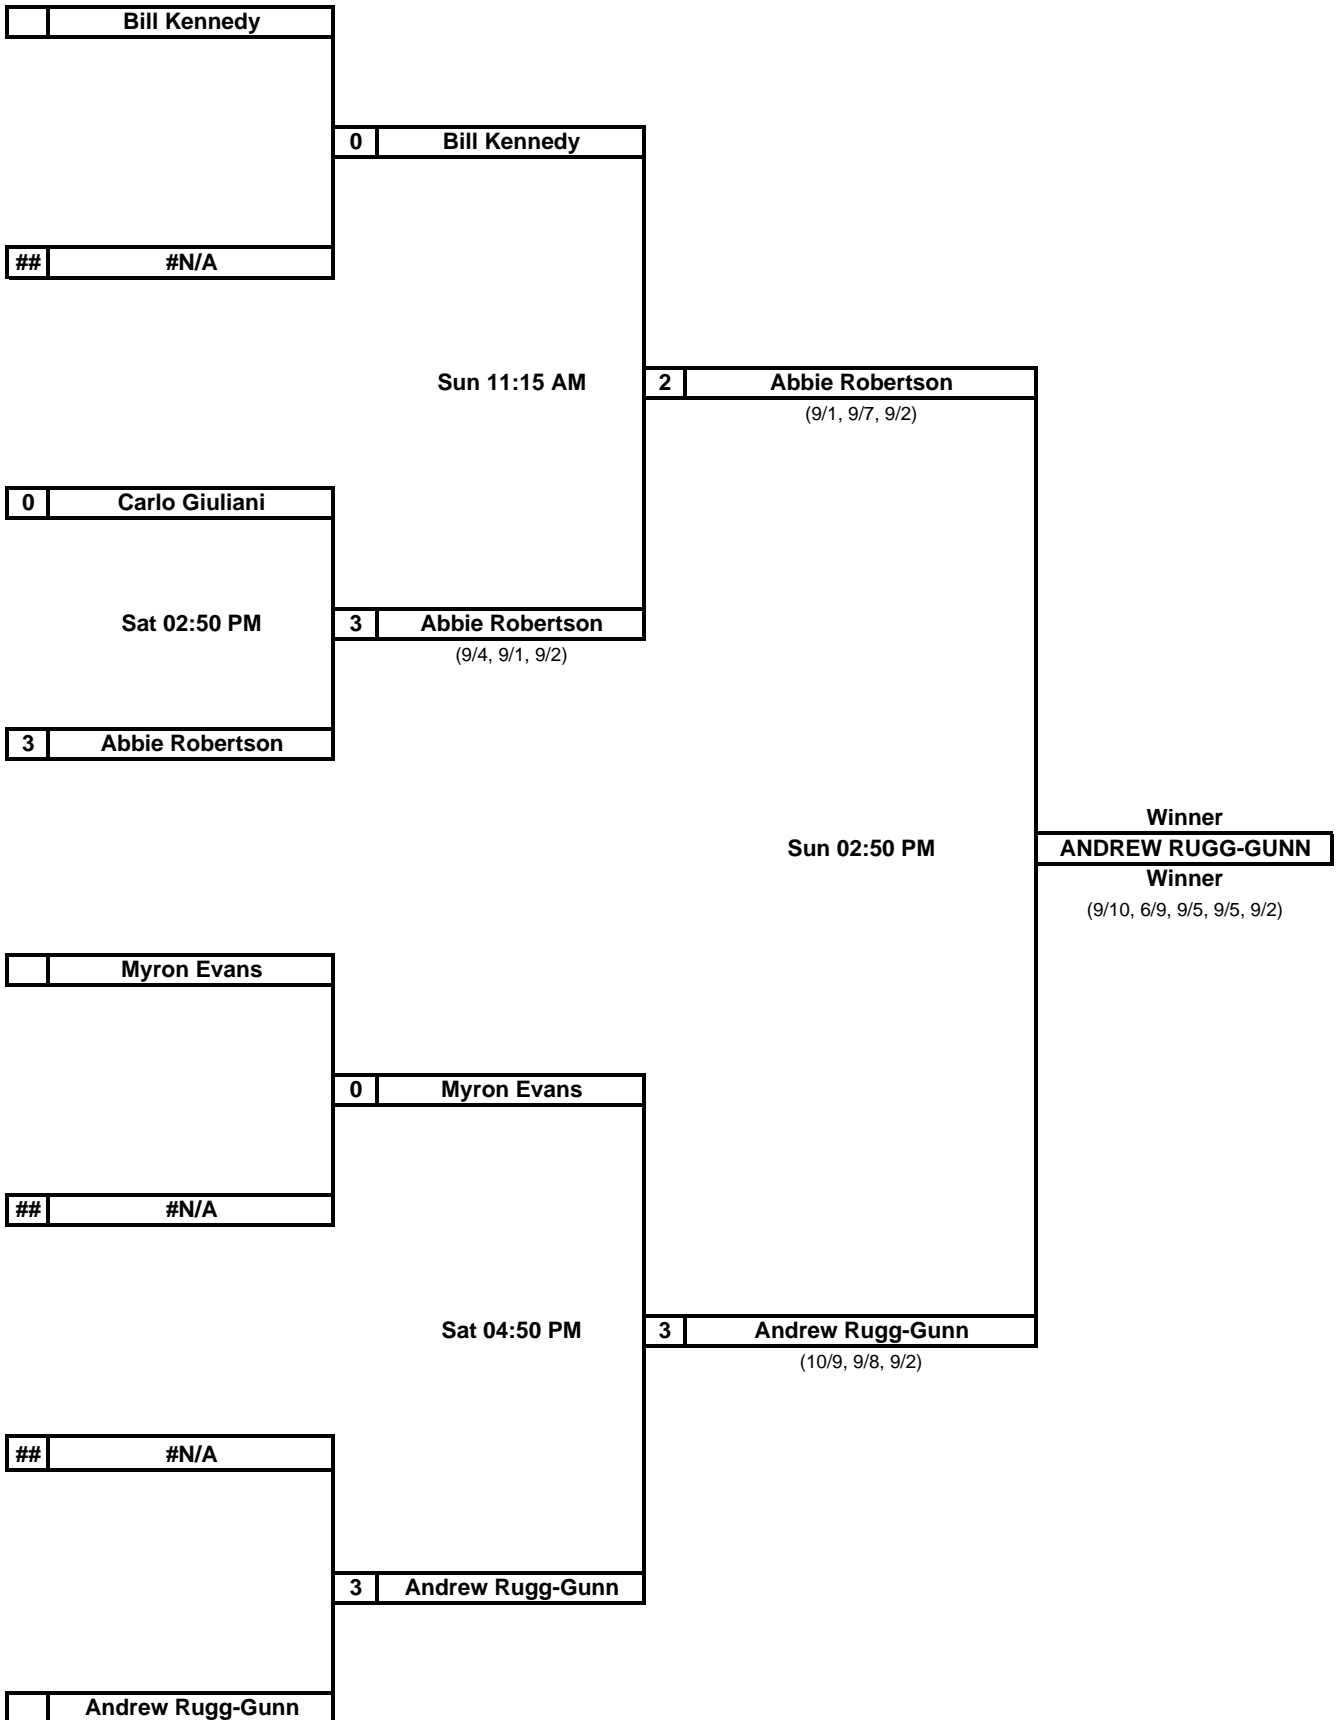 Bill Kennedy
0 Bill Kennedy
## #N/A
Sun 11:15 AM
2 Abbie Robertson
(9/1, 9/7, 9/2)
0 Carlo Giuliani
Sat 02:50 PM
3 Abbie Robertson
(9/4, 9/1, 9/2)
3 Abbie Robertson
Winner
Sun 02:50 PM
ANDREW RUGG-GUNN
Winner
(9/10, 6/9, 9/5, 9/5, 9/2)
Myron Evans
0 Myron Evans
## #N/A
Sat 04:50 PM
3 Andrew Rugg-Gunn
(10/9, 9/8, 9/2)
## #N/A
3 Andrew Rugg-Gunn
Andrew Rugg-Gunn